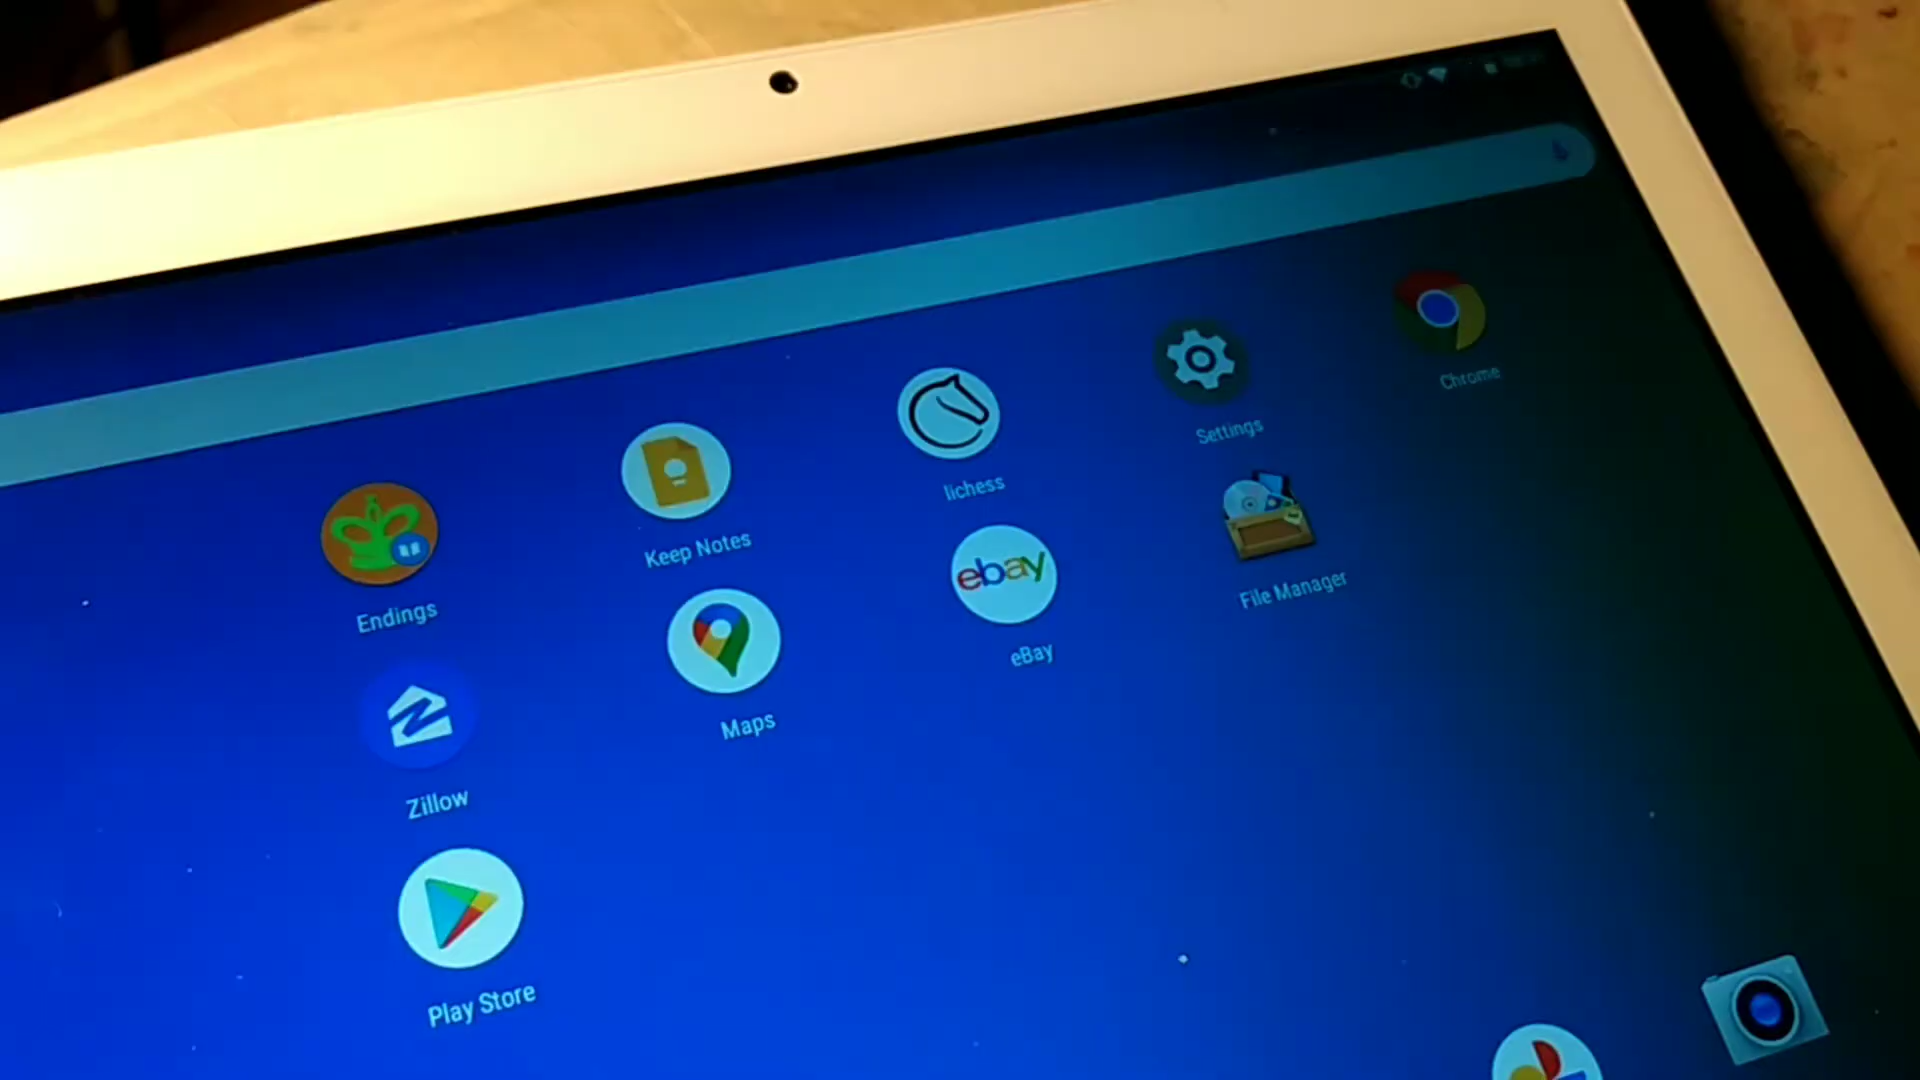 Endings
Keep Notes
lichess
Settings
Chrome
Zillow
Maps
ebay
eBay
File Manager
Play Store